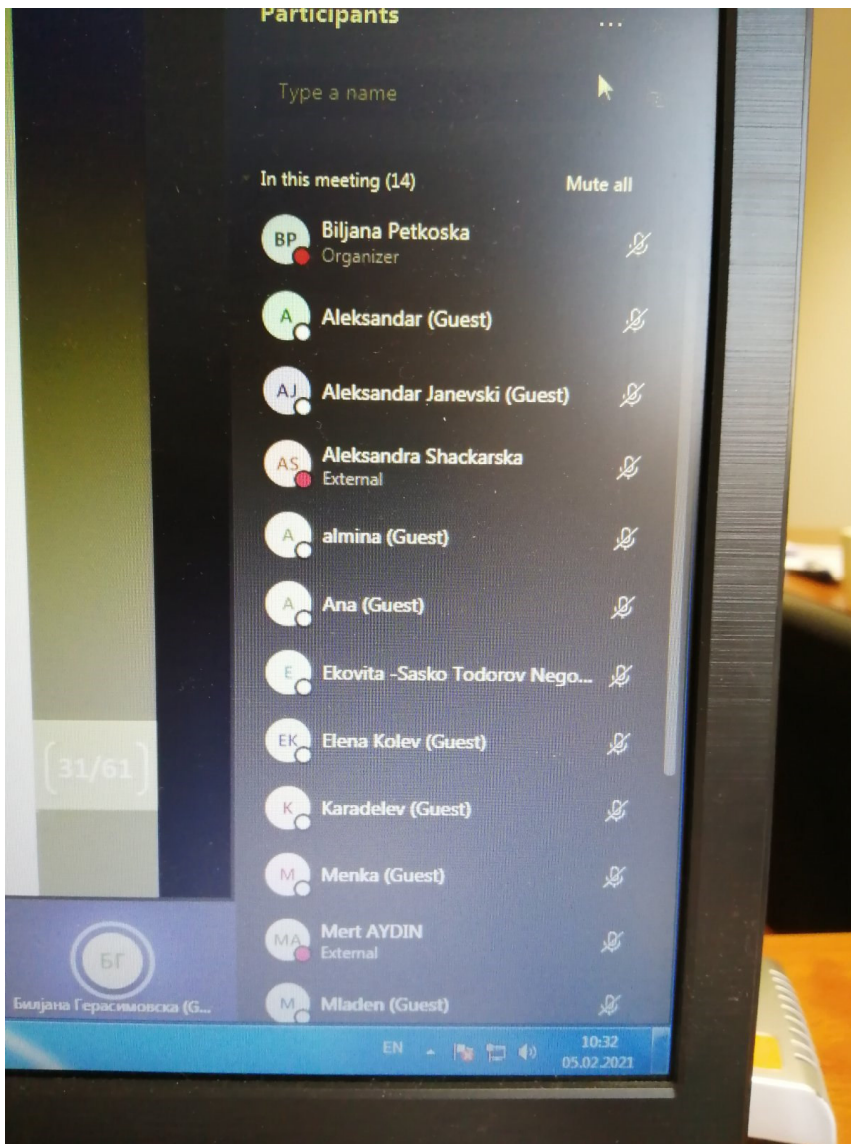 Participants
...
Type a name
In this meeting (14)
Mute all
BP
Biljana Petkoska
Organizer
A
Aleksandar (Guest)
AJ
Aleksandar Janevski (Guest)
AS
Aleksandra Shackarska
External
A
almina (Guest)
A
Ana (Guest)
E
Ekovita -Sasko Todorov Nego...
EK
Elena Kolev (Guest)
[31/61]
K
Karadelev (Guest)
M
Menka (Guest)
MA
Mert AYDIN
External
БГ
Билјана Герасимовска (G...
M
Mladen (Guest)
EN
10:32
05.02.2021